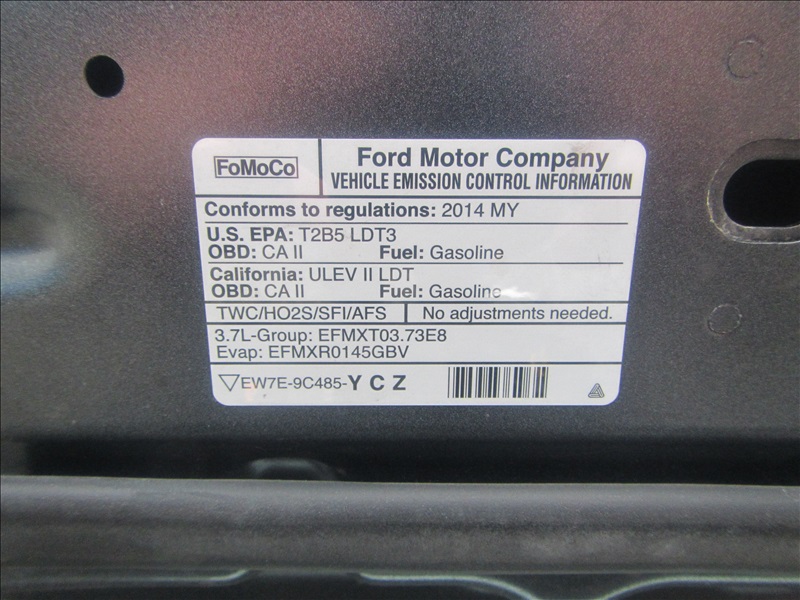 FoMoCo
Ford Motor Company
VEHICLE EMISSION CONTROL INFORMATION
Conforms to regulations: 2014 MY
U.S. EPA: T2B5 LDT3
OBD: CA II Fuel: Gasoline
California: ULEV II LDT
OBD: CA II Fuel: Gasoline
TWC/HO2S/SFI/AFS No adjustments needed.
3.7L-Group: EFMXT03.73E8
Evap: EFMXR0145GBV
EW7E-9C485-Y C Z